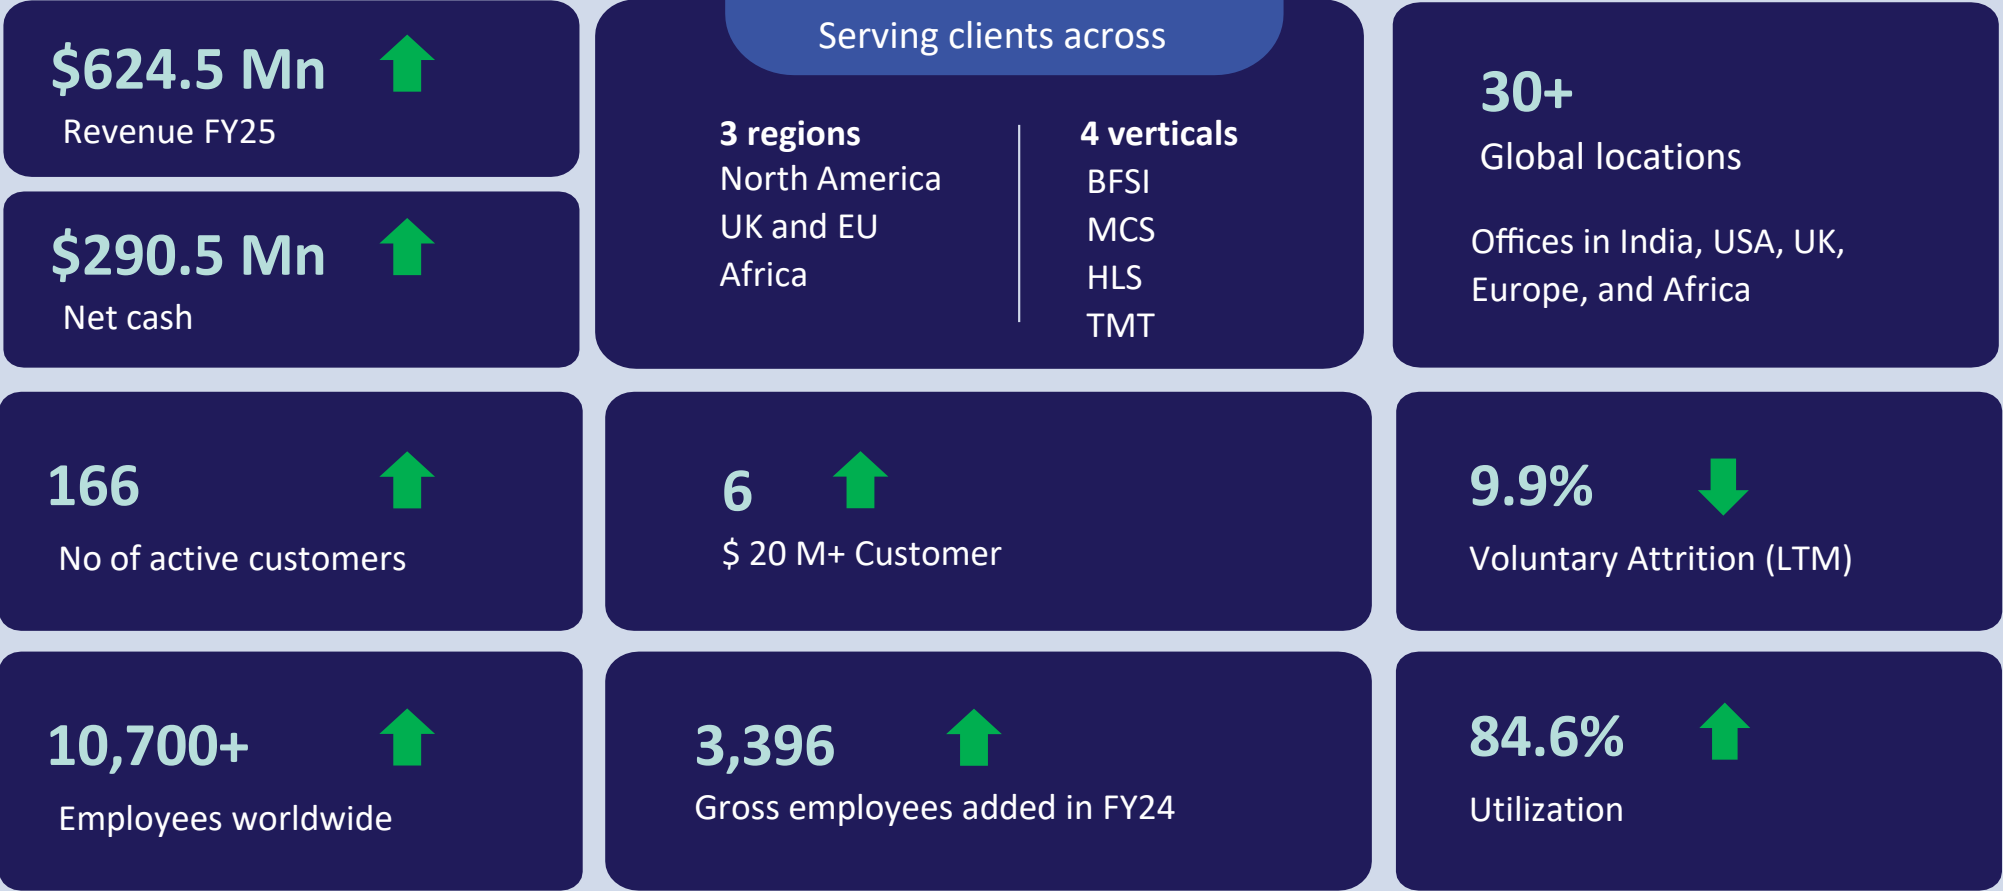 $624.5 Mn
Revenue FY25
$290.5 Mn
Net cash
Serving clients across
3 regions
North America
UK and EU
Africa
4 verticals
BFSI
MCS
HLS
TMT
30+
Global locations
Offices in India, USA, UK,
Europe, and Africa
166
No of active customers
6
$ 20 M+ Customer
9.9%
Voluntary Attrition (LTM)
10,700+
Employees worldwide
3,396
Gross employees added in FY24
84.6%
Utilization